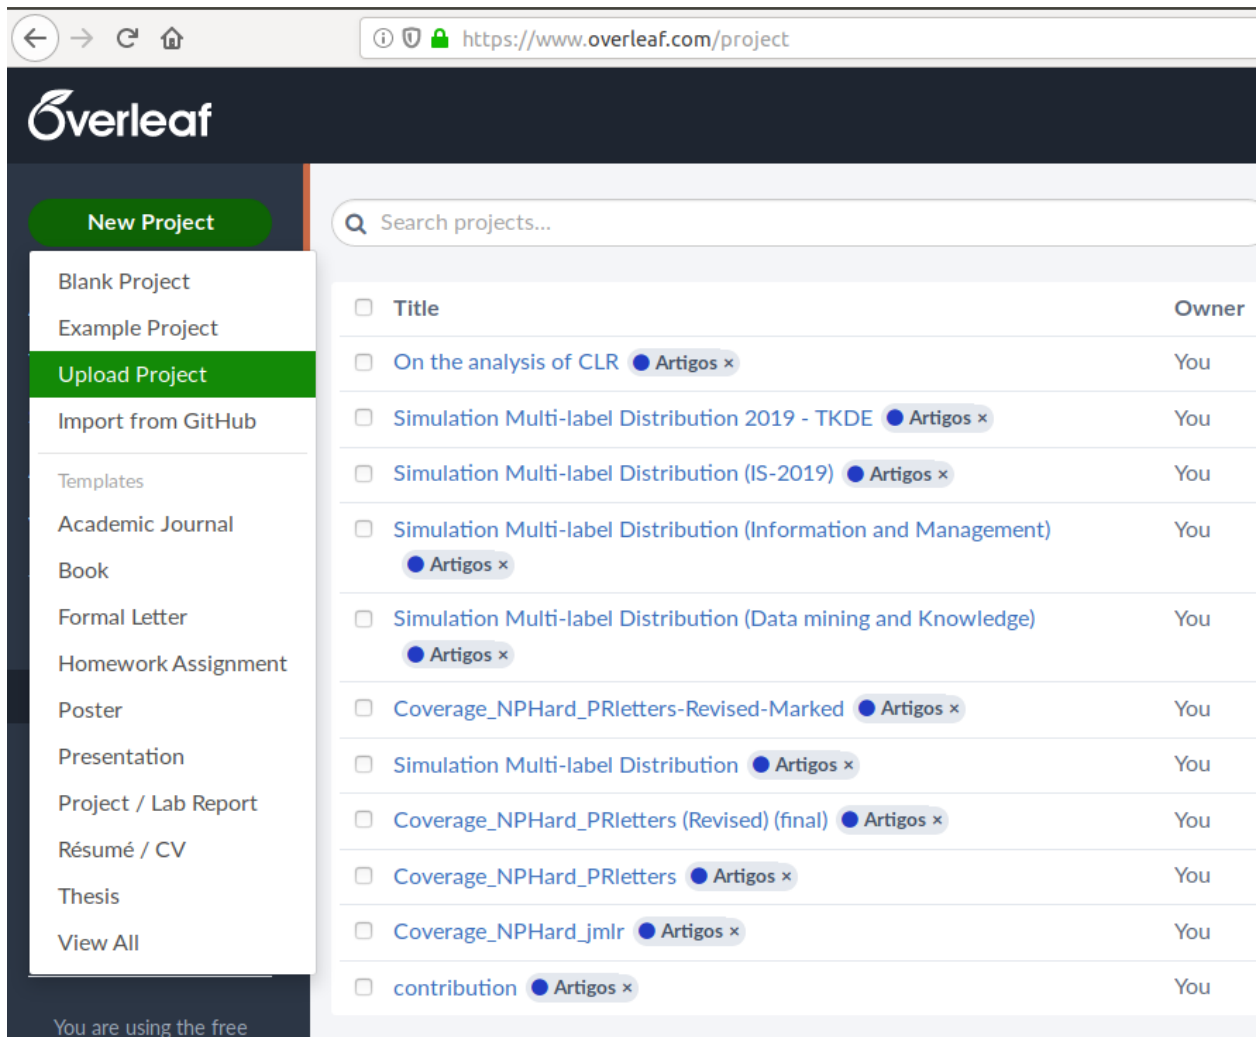 https://www.overleaf.com/project
Overleaf
New Project
Blank Project
Example Project
Upload Project
Import from GitHub
Templates
Academic Journal
Book
Formal Letter
Homework Assignment
Poster
Presentation
Project / Lab Report
Résumé / CV
Thesis
View All
You are using the free
Search projects...
Title Owner
On the analysis of CLR Artigos × You
Simulation Multi-label Distribution 2019 - TKDE Artigos × You
Simulation Multi-label Distribution (IS-2019) Artigos × You
Simulation Multi-label Distribution (Information and Management) You
Artigos ×
Simulation Multi-label Distribution (Data mining and Knowledge) You
Artigos ×
Coverage_NPHard_PRletters-Revised-Marked Artigos × You
Simulation Multi-label Distribution Artigos × You
Coverage_NPHard_PRletters (Revised) (final) Artigos × You
Coverage_NPHard_PRletters Artigos × You
Coverage_NPHard_jmlr Artigos × You
contribution Artigos × You